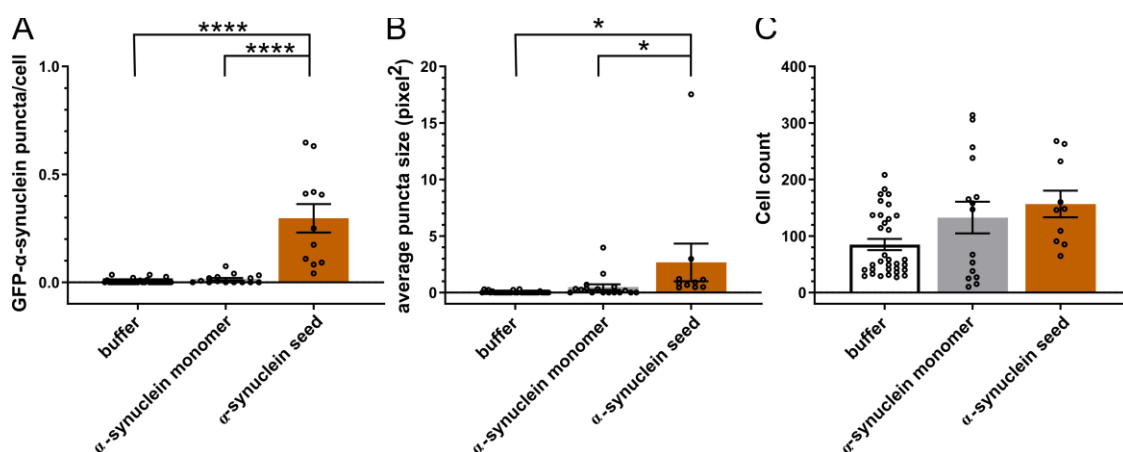 A
****
****
GFP-α-synuclein puncta/cell
1.0
0.5
0.0
buffer
α-synuclein monomer
α-synuclein seed
B
*
*
average puncta size (pixel²)
20
15
10
5
0
buffer
α-synuclein monomer
α-synuclein seed
C
Cell count
400
300
200
100
0
buffer
α-synuclein monomer
α-synuclein seed